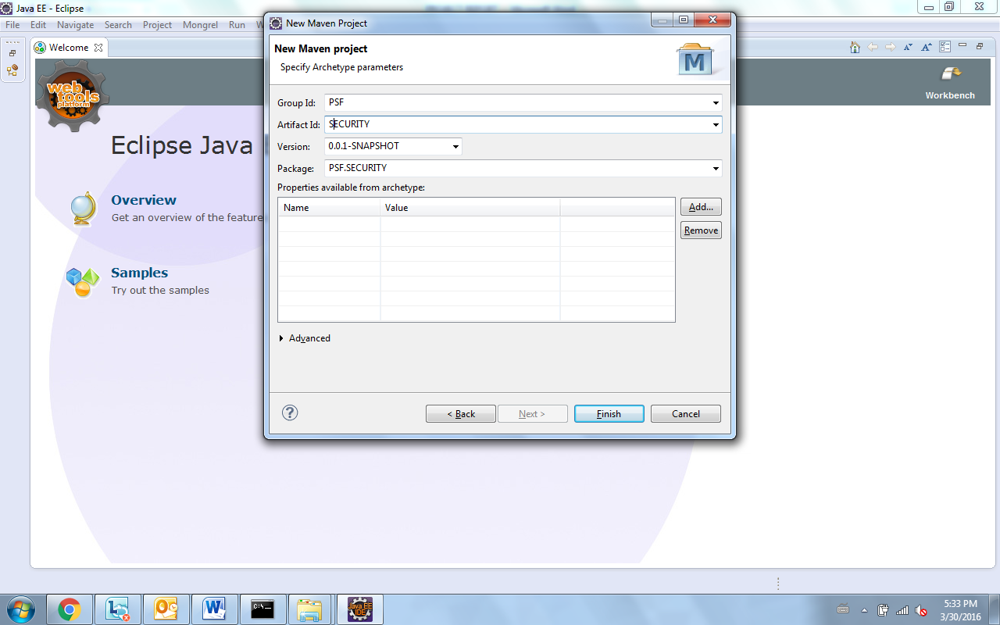 Java EE - Eclipse
File Edit Navigate Search Project Mongrel Run W
Welcome
New Maven Project
New Maven project
Specify Archetype parameters
M
web
tools
platform
Workbench
Eclipse Java
Overview
Get an overview of the feature
Samples
Try out the samples
Group Id: PSF
Artifact Id: SECURITY
Version: 0.0.1-SNAPSHOT
Package: PSF.SECURITY
Properties available from archetype:
Name Value
Add...
Remove
Advanced
< Back Next > Finish Cancel
C:\_
Java EE
IDE
5:33 PM
3/30/2016